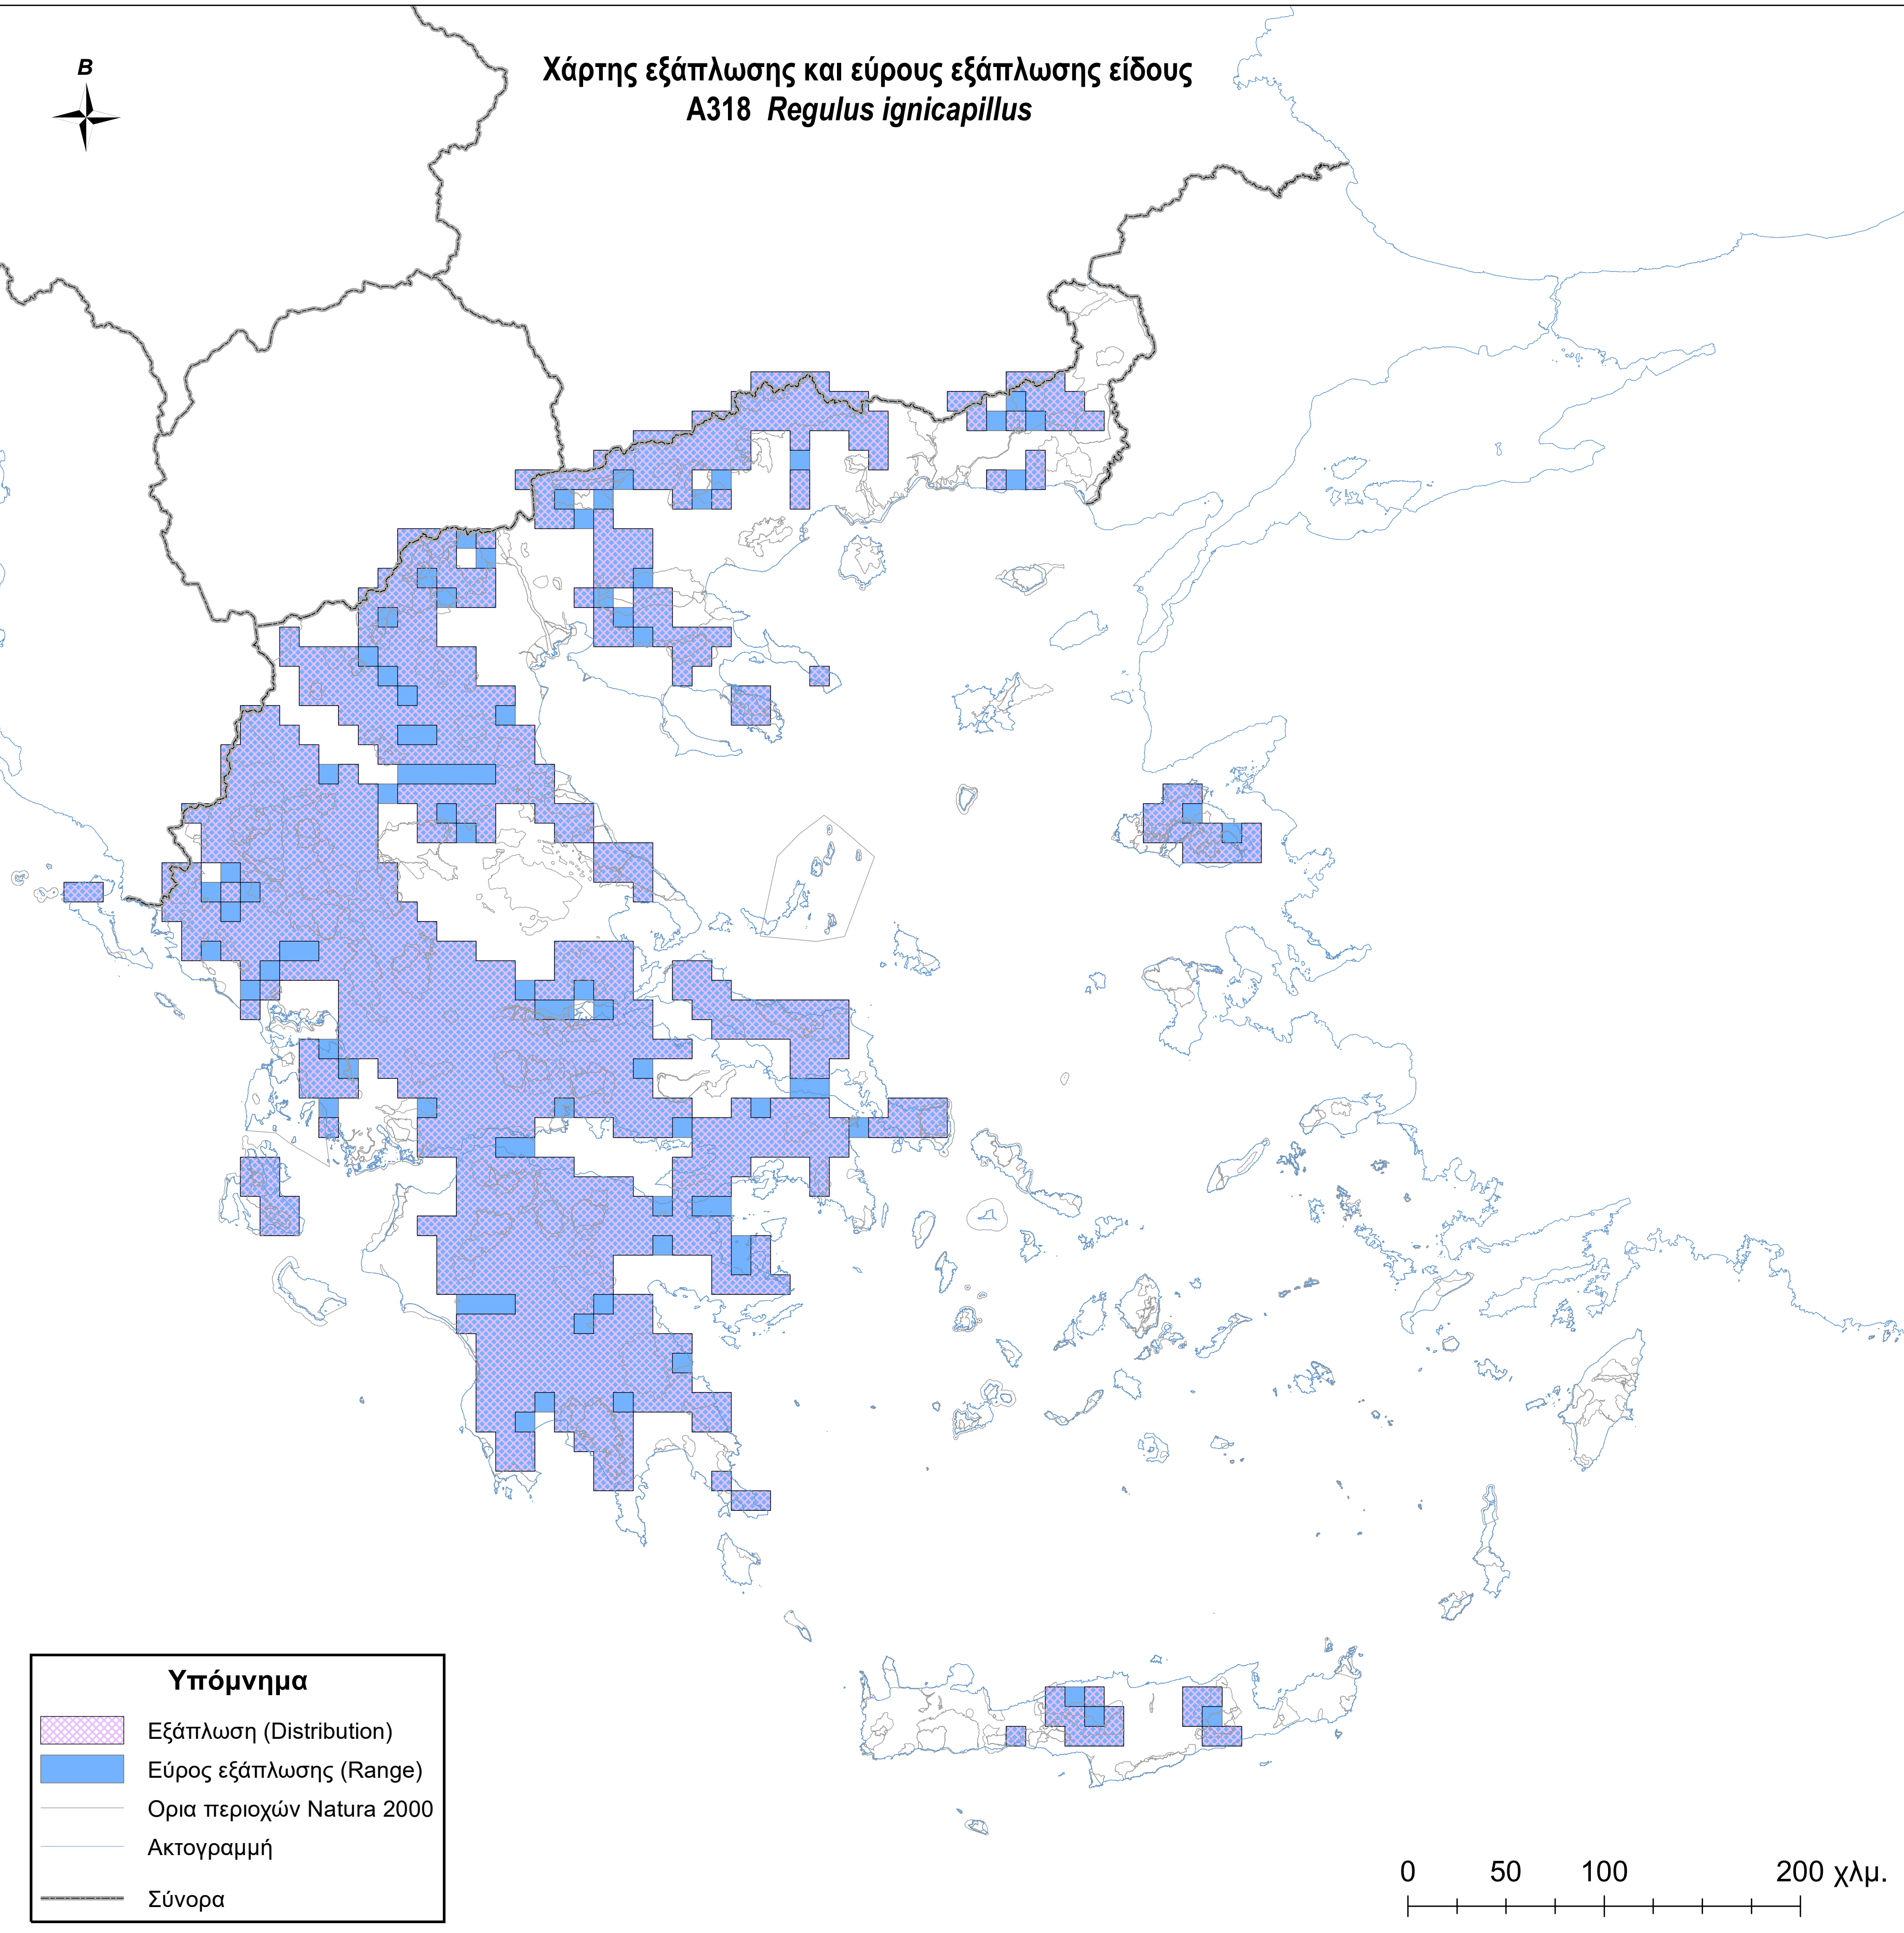 Β
Χάρτης εξάπλωσης και εύρους εξάπλωσης είδους
A318 Regulus ignicapillus
Υπόμνημα
Εξάπλωση (Distribution)
Εύρος εξάπλωσης (Range)
Ορια περιοχών Natura 2000
Ακτογραμμή
Σύνορα
0 50 100 200 χλμ.